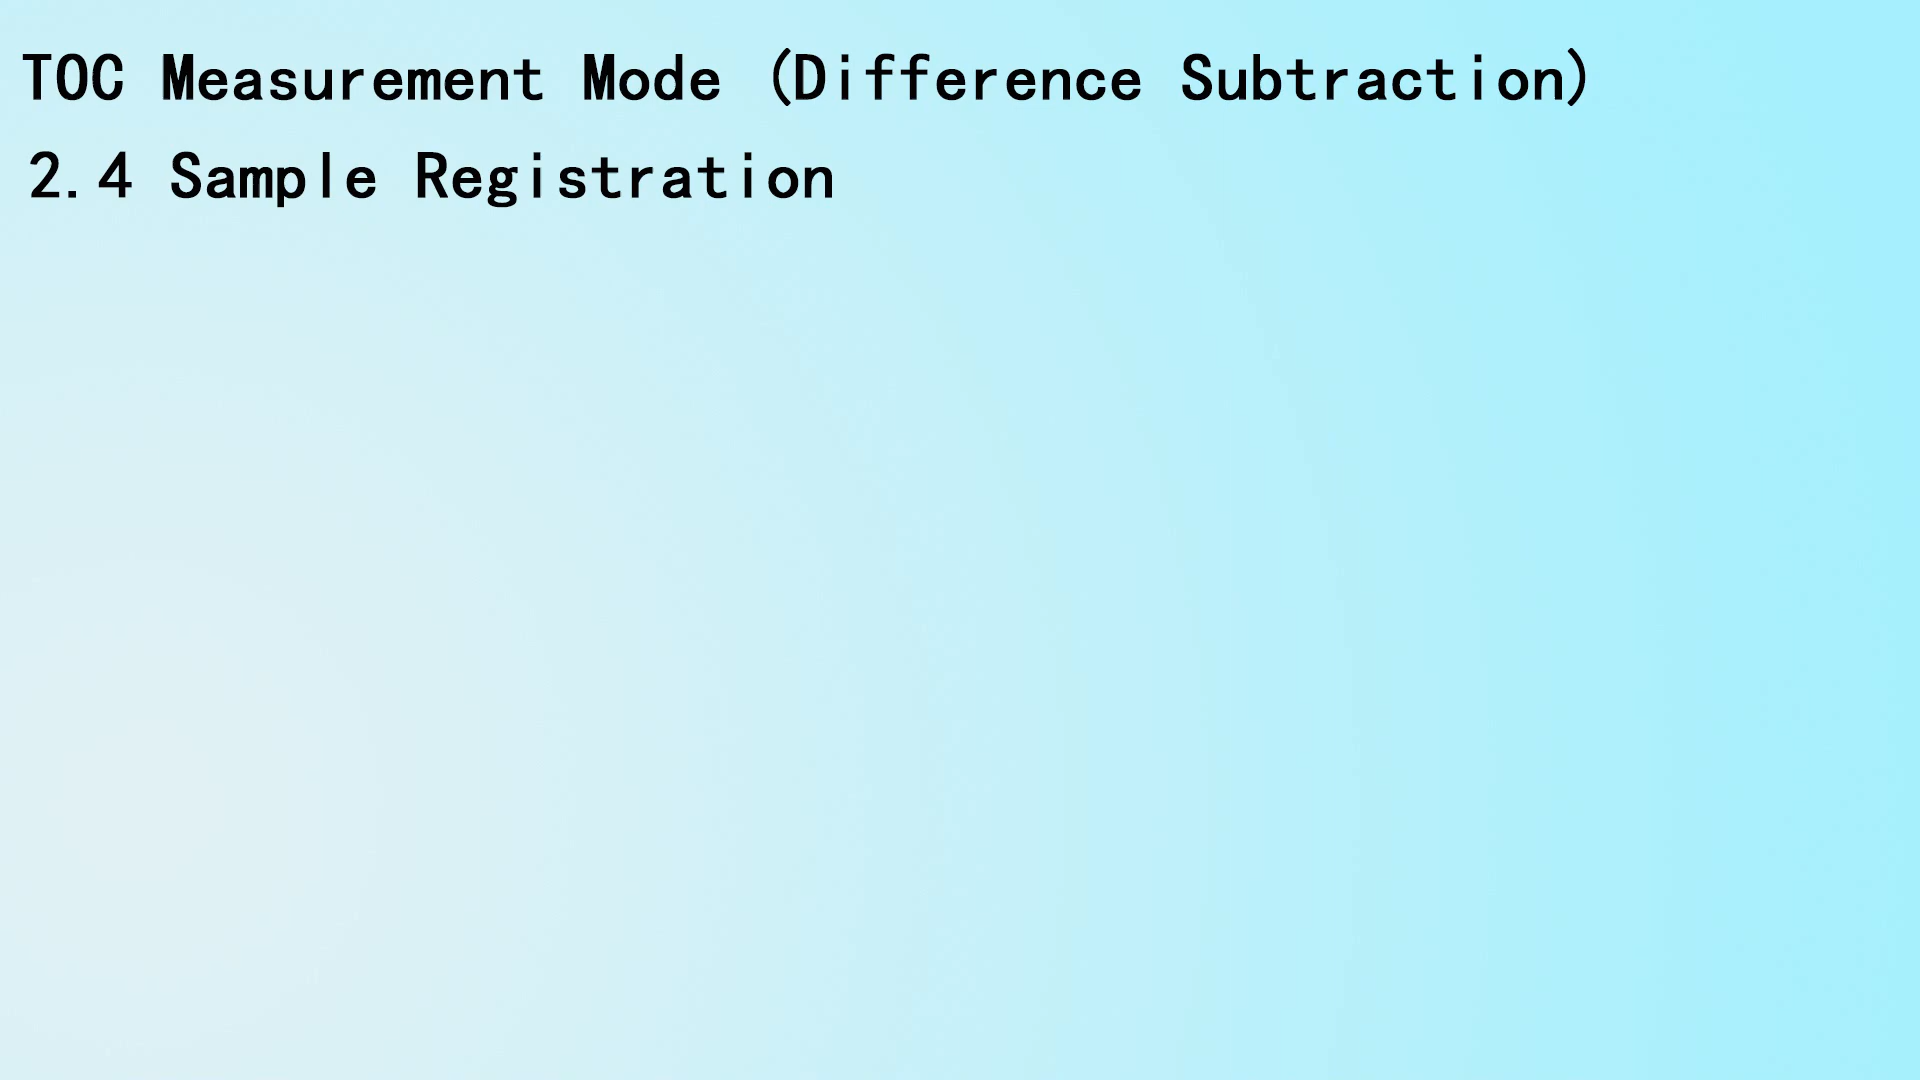 TOC Measurement Mode (Difference Subtraction)
2.4 Sample Registration